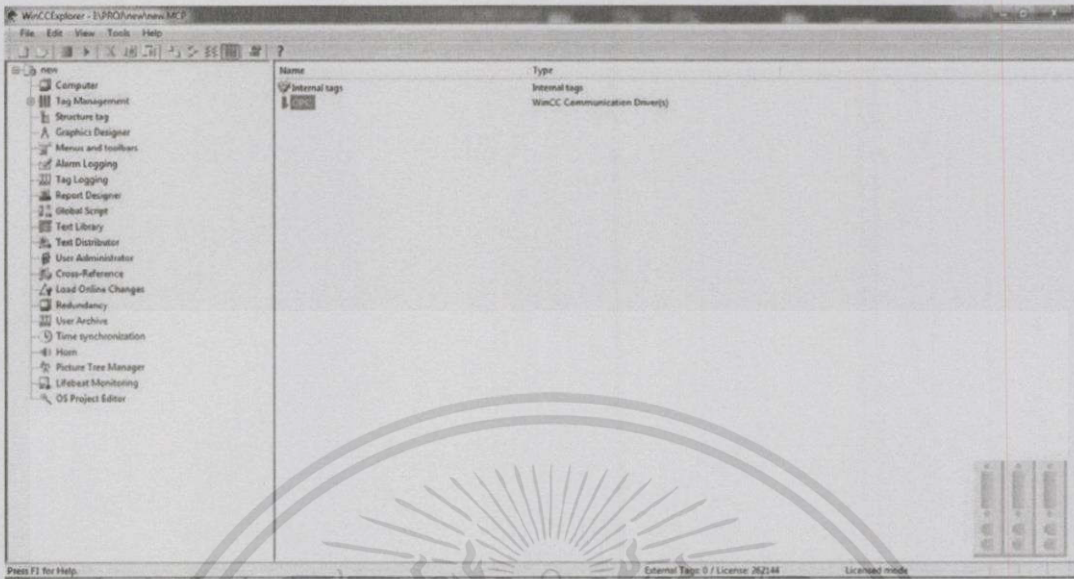 WinCCExplorer - E:\PROJ\new\new.MCP
File Edit View Tools Help
new
Computer
Tag Management
Structure tag
Graphics Designer
Menus and toolbars
Alarm Logging
Tag Logging
Report Designer
Global Script
Text Library
Text Distributor
User Administrator
Cross-Reference
Load Online Changes
Redundancy
User Archive
Time synchronization
Horn
Picture Tree Manager
Lifebeat Monitoring
OS Project Editor
Name Type
Internal tags Internal tags
OPC WinCC Communication Driver(s)
Press F1 for Help.
External Tags: 0 / License: 262144 Licensed mode